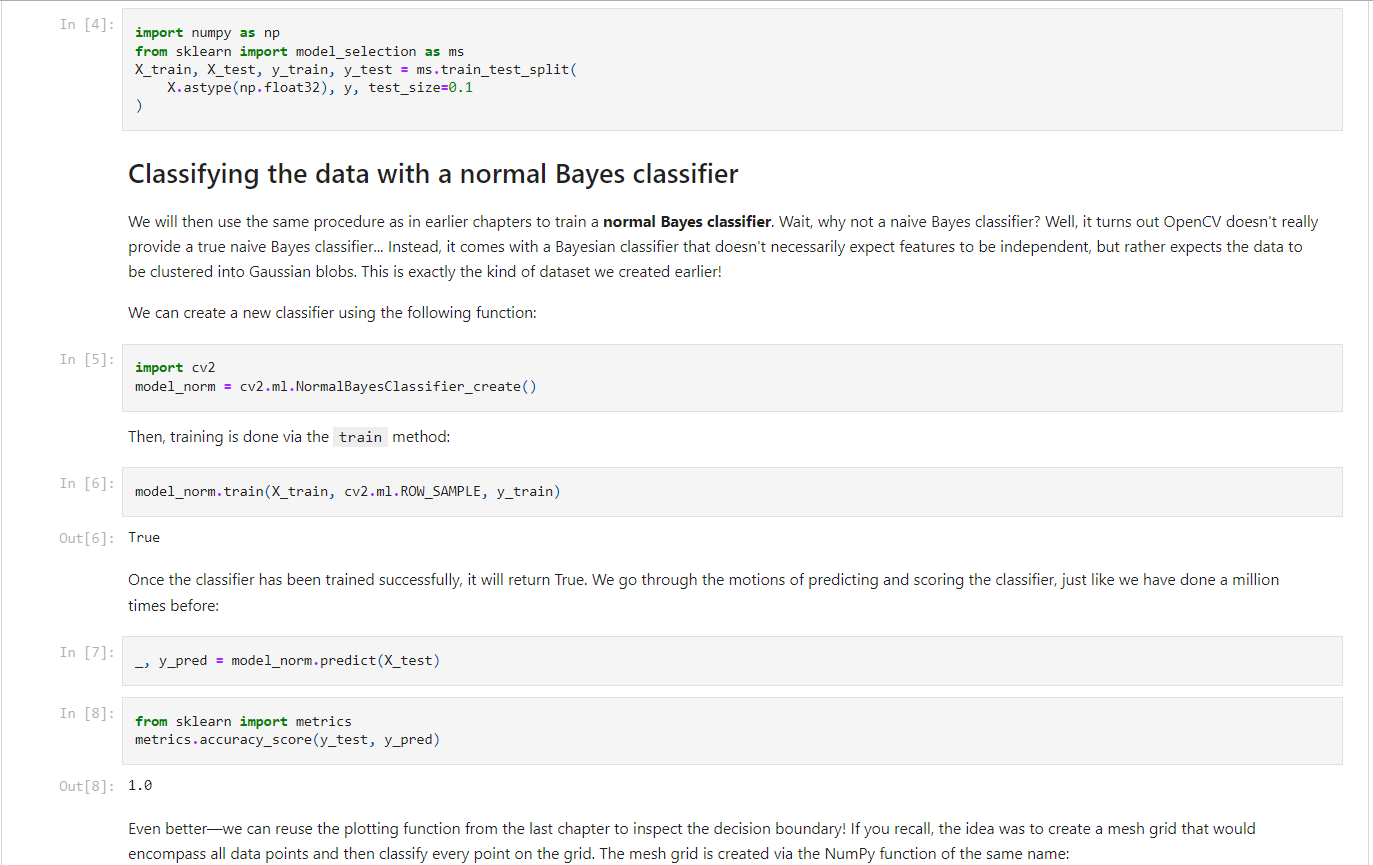 In [4]:
import numpy as np
from sklearn import model_selection as ms
X_train, X_test, y_train, y_test = ms.train_test_split(
    X.astype(np.float32), y, test_size=0.1
)
Classifying the data with a normal Bayes classifier
We will then use the same procedure as in earlier chapters to train a normal Bayes classifier. Wait, why not a naive Bayes classifier? Well, it turns out OpenCV doesn't really
provide a true naive Bayes classifier... Instead, it comes with a Bayesian classifier that doesn't necessarily expect features to be independent, but rather expects the data to
be clustered into Gaussian blobs. This is exactly the kind of dataset we created earlier!
We can create a new classifier using the following function:
In [5]:
import cv2
model_norm = cv2.ml.NormalBayesClassifier_create()
Then, training is done via the train method:
In [6]:
model_norm.train(X_train, cv2.ml.ROW_SAMPLE, y_train)
Out[6]: True
Once the classifier has been trained successfully, it will return True. We go through the motions of predicting and scoring the classifier, just like we have done a million
times before:
In [7]:
_, y_pred = model_norm.predict(X_test)
In [8]:
from sklearn import metrics
metrics.accuracy_score(y_test, y_pred)
Out[8]: 1.0
Even better—we can reuse the plotting function from the last chapter to inspect the decision boundary! If you recall, the idea was to create a mesh grid that would
encompass all data points and then classify every point on the grid. The mesh grid is created via the NumPy function of the same name: